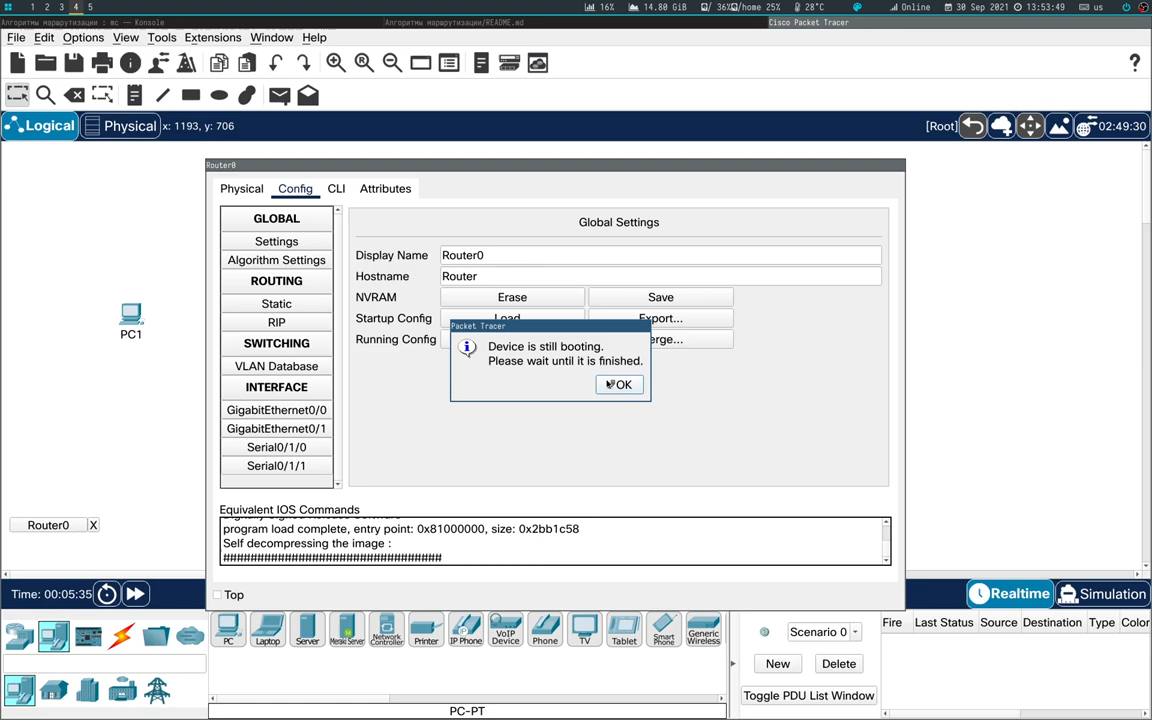 1 2 3 4 5 16% 14.80 GiB / 36% /home 25% 28°C Online 30 Sep 2021 13:53:49 us
Алгоритмы маршрутизации : mc — Konsole Алгоритмы маршрутизации/README.md Cisco Packet Tracer
File Edit Options View Tools Extensions Window Help
Logical Physical x: 1193, y: 706 [Root] 02:49:30
Router0
Physical Config CLI Attributes
GLOBAL
Settings
Algorithm Settings
ROUTING
Static
RIP
SWITCHING
VLAN Database
INTERFACE
GigabitEthernet0/0
GigabitEthernet0/1
Serial0/1/0
Serial0/1/1
Global Settings
Display Name Router0
Hostname Router
NVRAM Erase Save
Startup Config Load... Export...
Running Config erge...
Packet Tracer
Device is still booting.
Please wait until it is finished.
OK
PC1
Router0 X
Equivalent IOS Commands
program load complete, entry point: 0x81000000, size: 0x2bb1c58
Self decompressing the image :
################################
Top
Time: 00:05:35 Realtime Simulation
PC Laptop Server Meraki Server Network Controller Printer IP Phone VoIP Device Phone TV Tablet Smart Phone Generic Wireless
PC-PT
Scenario 0
New Delete
Toggle PDU List Window
Fire Last Status Source Destination Type Color